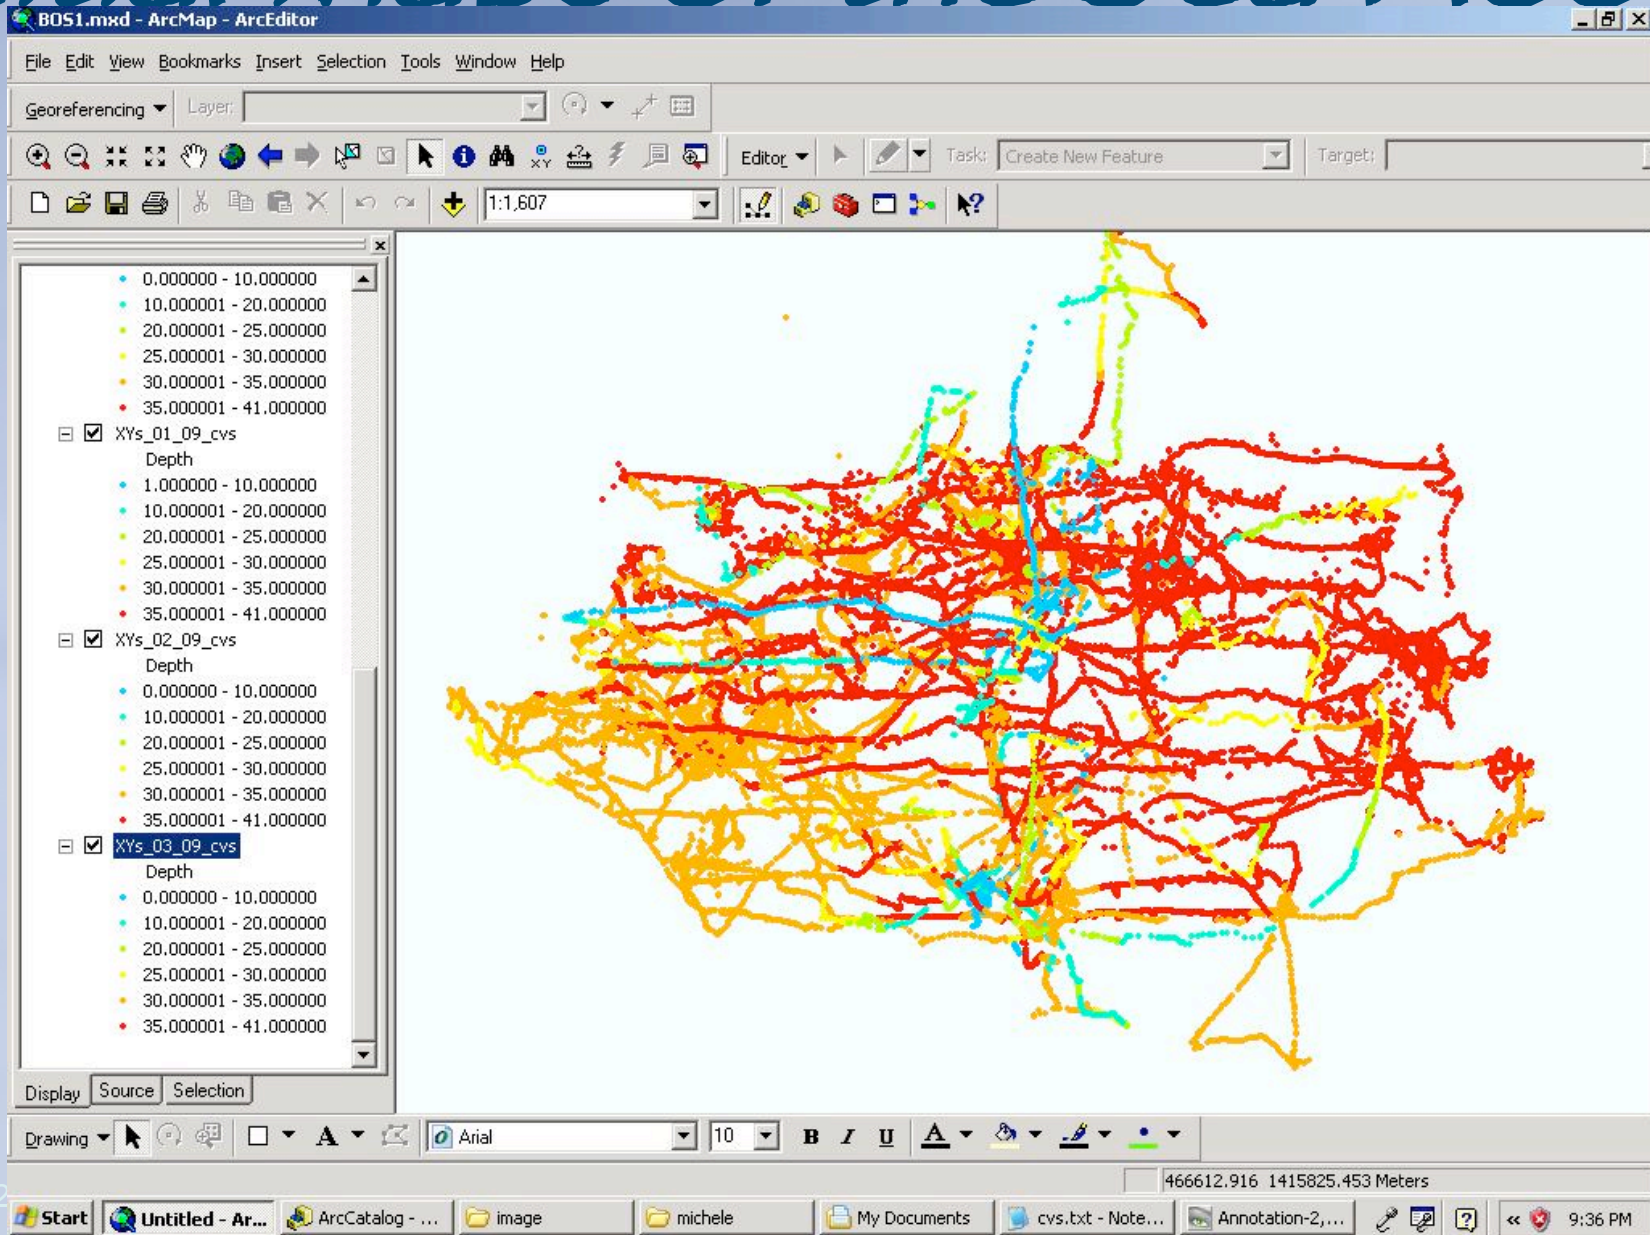 BOS1.mxd - ArcMap - ArcEditor
File Edit View Bookmarks Insert Selection Tools Window Help
Georeferencing Layer:
Editor Task: Create New Feature Target:
1:1,607
0.000000 - 10.000000
10.000001 - 20.000000
20.000001 - 25.000000
25.000001 - 30.000000
30.000001 - 35.000000
35.000001 - 41.000000
XYs_01_09_cvs
Depth
1.000000 - 10.000000
10.000001 - 20.000000
20.000001 - 25.000000
25.000001 - 30.000000
30.000001 - 35.000000
35.000001 - 41.000000
XYs_02_09_cvs
Depth
0.000000 - 10.000000
10.000001 - 20.000000
20.000001 - 25.000000
25.000001 - 30.000000
30.000001 - 35.000000
35.000001 - 41.000000
XYs_03_09_cvs
Depth
0.000000 - 10.000000
10.000001 - 20.000000
20.000001 - 25.000000
25.000001 - 30.000000
30.000001 - 35.000000
35.000001 - 41.000000
Display Source Selection
Drawing A Arial 10 B I U A
466612.916 1415825.453 Meters
Start Untitled - Ar... ArcCatalog - ... image michele My Documents cvs.txt - Note... Annotation-2,... 9:36 PM